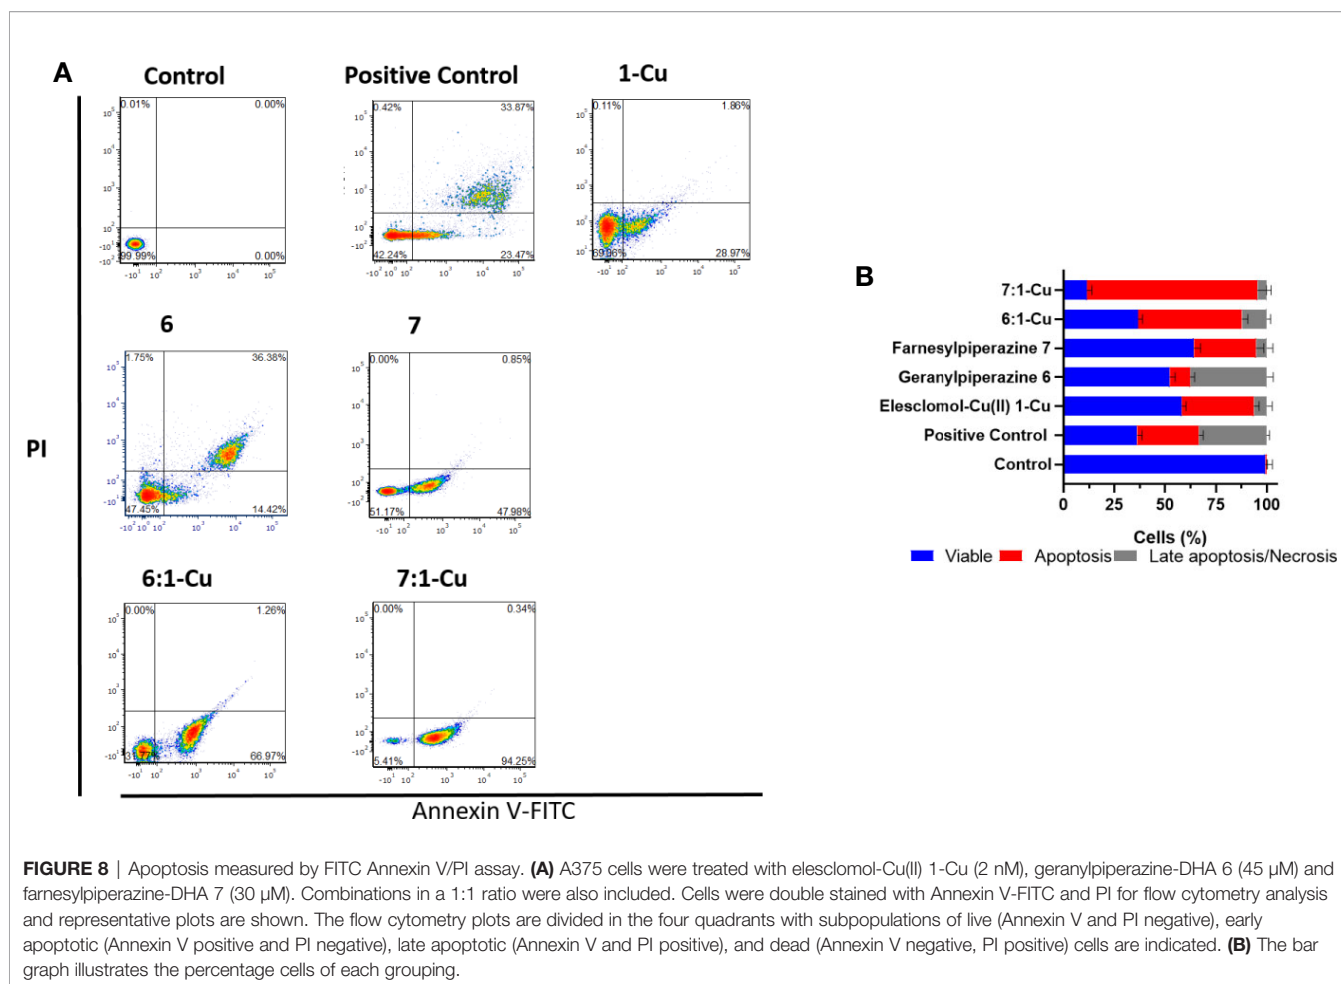 A
Control
Positive Control
1-Cu
0.01%
0.00%
99.99%
0.00%
0.42%
33.87%
42.24%
23.47%
0.11%
1.86%
28.97%
6
7
1.75%
36.38%
47.45%
14.42%
0.00%
0.85%
51.17%
47.98%
PI
6:1-Cu
7:1-Cu
0.00%
1.26%
66.97%
0.00%
0.34%
5.41%
94.25%
Annexin V-FITC
B
7:1-Cu
6:1-Cu
Farnesylpiperazine 7
Geranylpiperazine 6
Elesclomol-Cu(II) 1-Cu
Positive Control
Control
0 25 50 75 100
Cells (%)
Viable Apoptosis Late apoptosis/Necrosis
FIGURE 8 | Apoptosis measured by FITC Annexin V/PI assay. (A) A375 cells were treated with elesclomol-Cu(II) 1-Cu (2 nM), geranylpiperazine-DHA 6 (45 µM) and
farnesylpiperazine-DHA 7 (30 µM). Combinations in a 1:1 ratio were also included. Cells were double stained with Annexin V-FITC and PI for flow cytometry analysis
and representative plots are shown. The flow cytometry plots are divided in the four quadrants with subpopulations of live (Annexin V and PI negative), early
apoptotic (Annexin V positive and PI negative), late apoptotic (Annexin V and PI positive), and dead (Annexin V negative, PI positive) cells are indicated. (B) The bar
graph illustrates the percentage cells of each grouping.